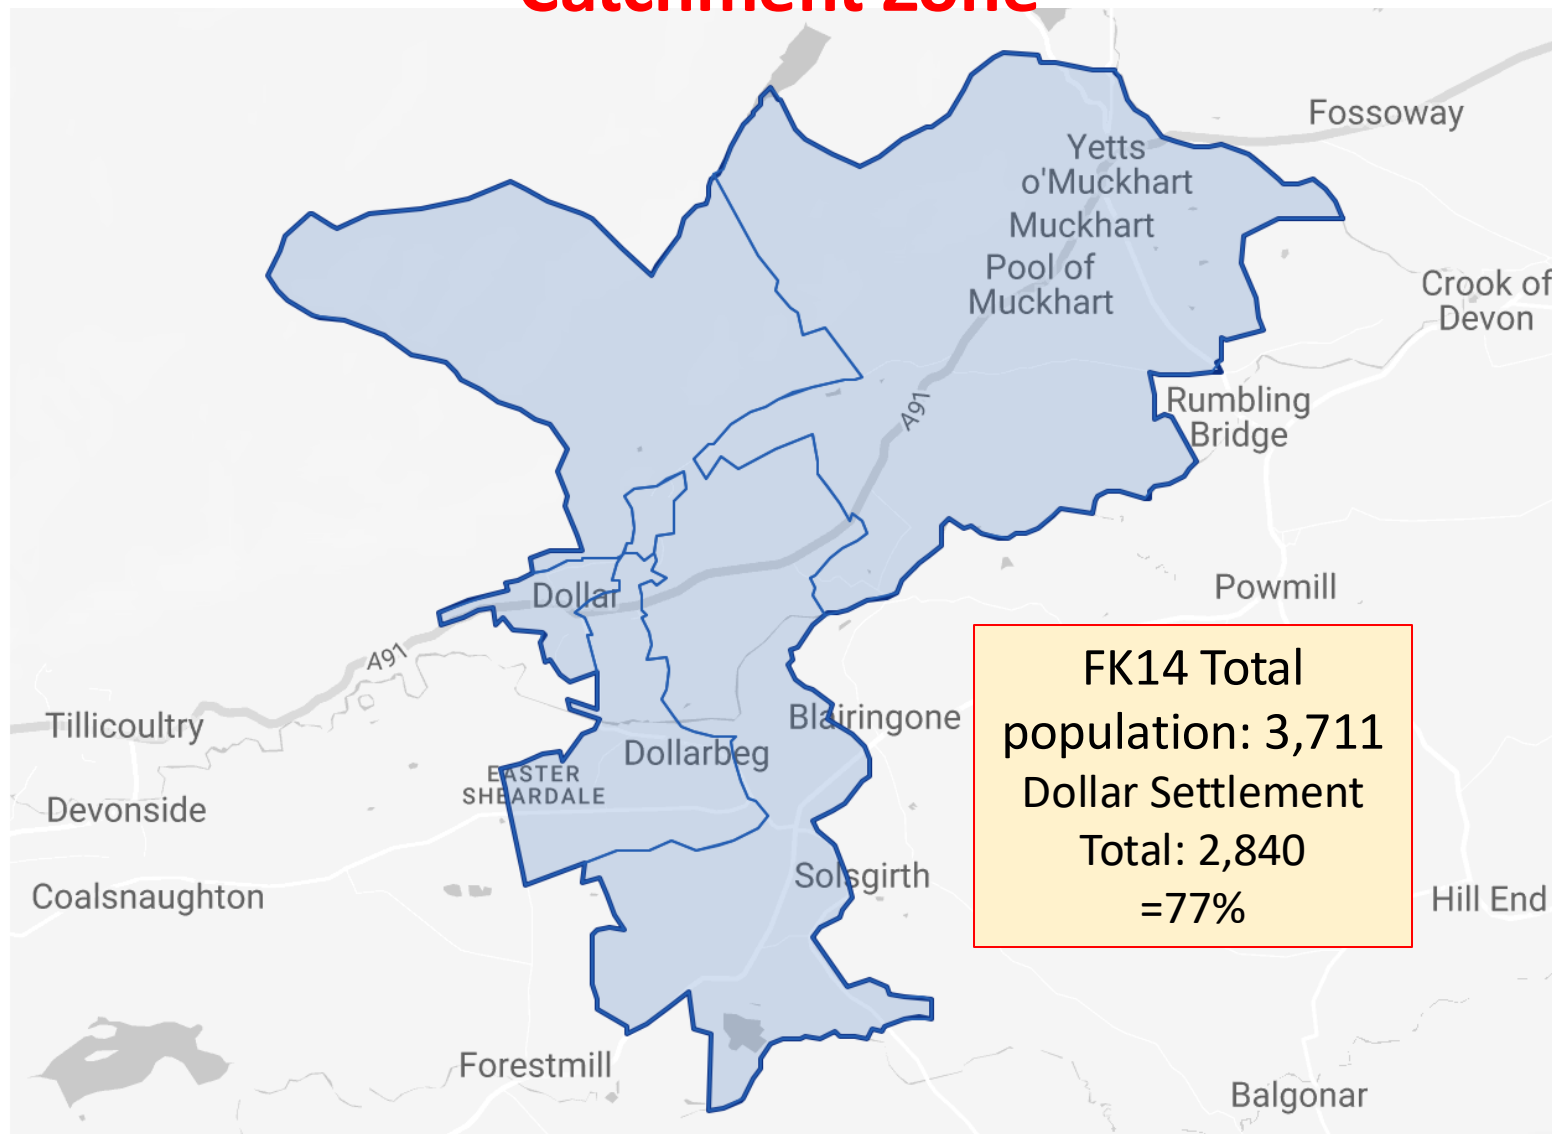 Catchment zone
Fossoway
Yetts
o'Muckhart
Muckhart
Pool of
Muckhart
Crook of
Devon
A91
Rumbling
Bridge
Dollar
Powmill
A91
FK14 Total
population: 3,711
Dollar Settlement
Total: 2,840
=77%
Tillicoultry
Blairingone
Dollarbeg
EASTER
SHEARDALE
Devonside
Solsgirth
Coalsnaughton
Hill End
Forestmill
Balgonar